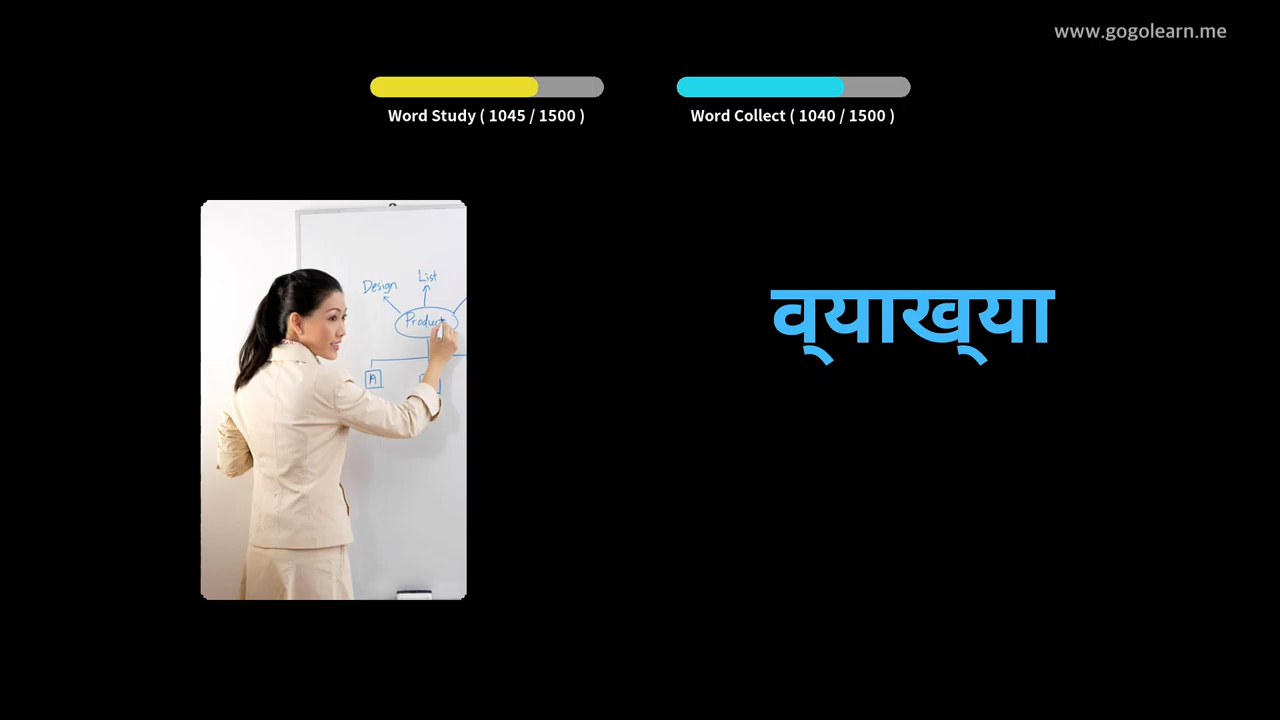 www.gogolearn.me
Word Study ( 1045 / 1500 )
Word Collect ( 1040 / 1500 )
List
Design
Product
A
व्याख्या